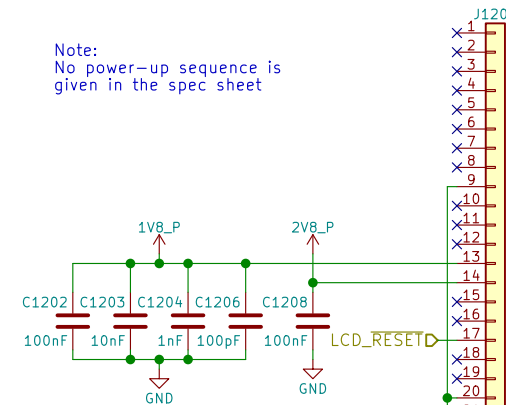 J120
Note:
No power-up sequence is
given in the spec sheet
1
2
3
4
5
6
7
8
9
10
11
12
13
14
15
16
17
18
19
20
1V8_P
2V8_P
C1202 C1203 C1204 C1206 C1208
100nF 10nF 1nF 100pF 100nF
LCD_RESET
GND
GND